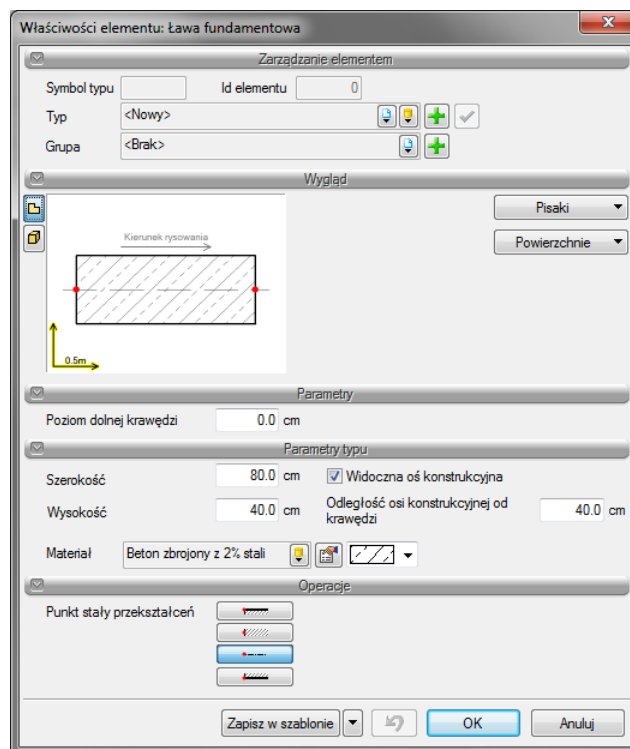 Właściwości elementu: Ława fundamentowa
Zarządzanie elementem
Symbol typu Id elementu 0
Typ <Nowy>
Grupa <Brak>
Wygląd
Pisaki
Kierunek rysowania
Powierzchnie
0.5m
Parametry
Poziom dolnej krawędzi 0.0 cm
Parametry typu
Szerokość 80.0 cm Widoczna oś konstrukcyjna
Wysokość 40.0 cm Odległość osi konstrukcyjnej od krawędzi 40.0 cm
Materiał Beton zbrojony z 2% stali
Operacje
Punkt stały przekształceń
Zapisz w szablonie OK Anuluj